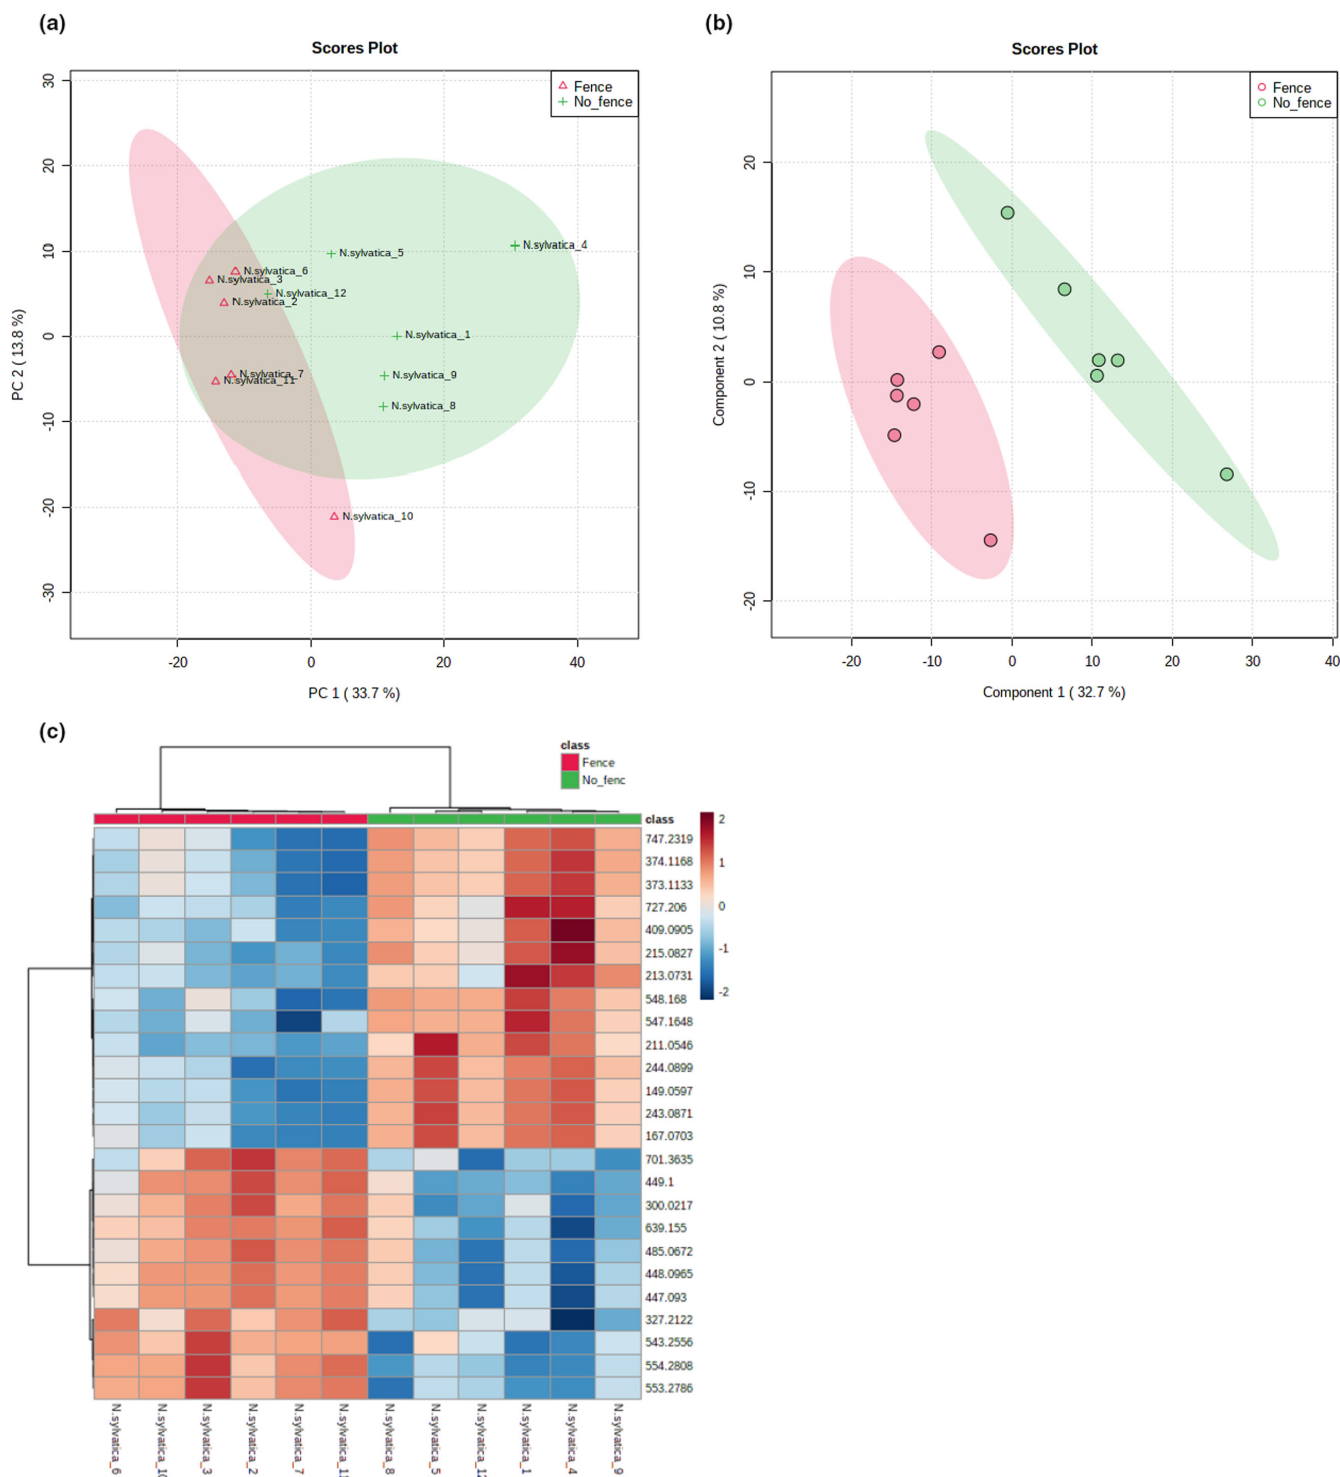 (a)
Scores Plot
Fence
No_fence
30
20
10
0
-10
-20
-30
PC 2 ( 13.8 %)
N.sylvatica_4
N.sylvatica_5
N.sylvatica_6
N.sylvatica_3
N.sylvatica_12
N.sylvatica_2
N.sylvatica_1
N.sylvatica_7
N.sylvatica_11
N.sylvatica_9
N.sylvatica_8
N.sylvatica_10
-20 0 20 40
PC 1 ( 33.7 %)
(b)
Scores Plot
Fence
No_fence
20
10
0
-10
-20
Component 2 ( 10.8 %)
-20 -10 0 10 20 30 40
Component 1 ( 32.7 %)
(c)
class
Fence
No_fenc
class
2
1
0
-1
-2
747.2319
374.1168
373.1133
727.206
409.0905
215.0827
213.0731
548.168
547.1648
211.0546
244.0899
149.0597
243.0871
167.0703
701.3635
449.1
300.0217
639.155
485.0672
448.0965
447.093
327.2122
543.2556
554.2808
553.2786
N.sylvatica_6
N.sylvatica_3
N.sylvatica_2
N.sylvatica_7
N.sylvatica_8
N.sylvatica_5
N.sylvatica_1
N.sylvatica_4
N.sylvatica_9